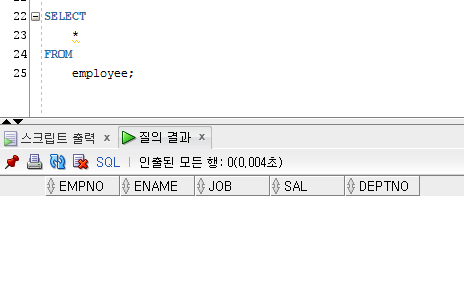 22 SELECT
23 *
24 FROM
25 employee;
스크립트 출력 x 질의 결과 x
SQL | 인출된 모든 행: 0(0,004초)
EMPNO ENAME JOB SAL DEPTNO